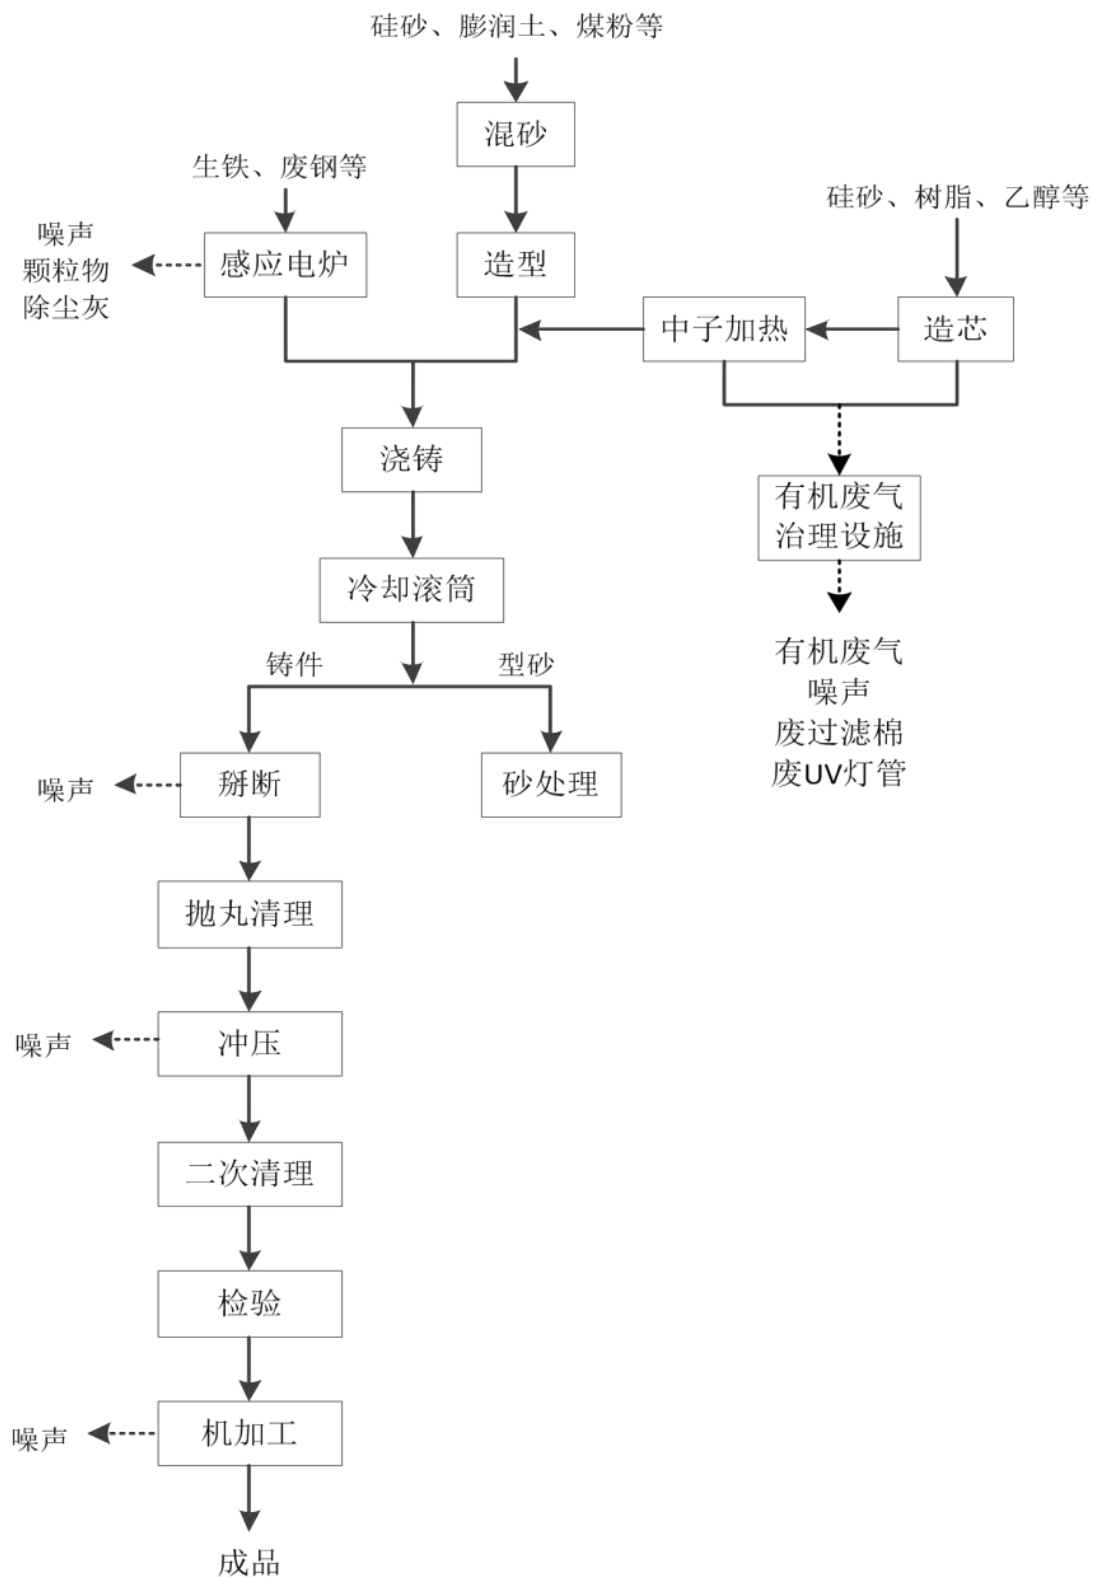 硅砂、膨润土、煤粉等
混砂
生铁、废钢等
硅砂、树脂、乙醇等
噪声
颗粒物
除尘灰
感应电炉
造型
中子加热
造芯
浇铸
有机废气
治理设施
冷却滚筒
铸件
型砂
有机废气
噪声
废过滤棉
废UV灯管
噪声
掰断
砂处理
抛丸清理
噪声
冲压
二次清理
检验
噪声
机加工
成品